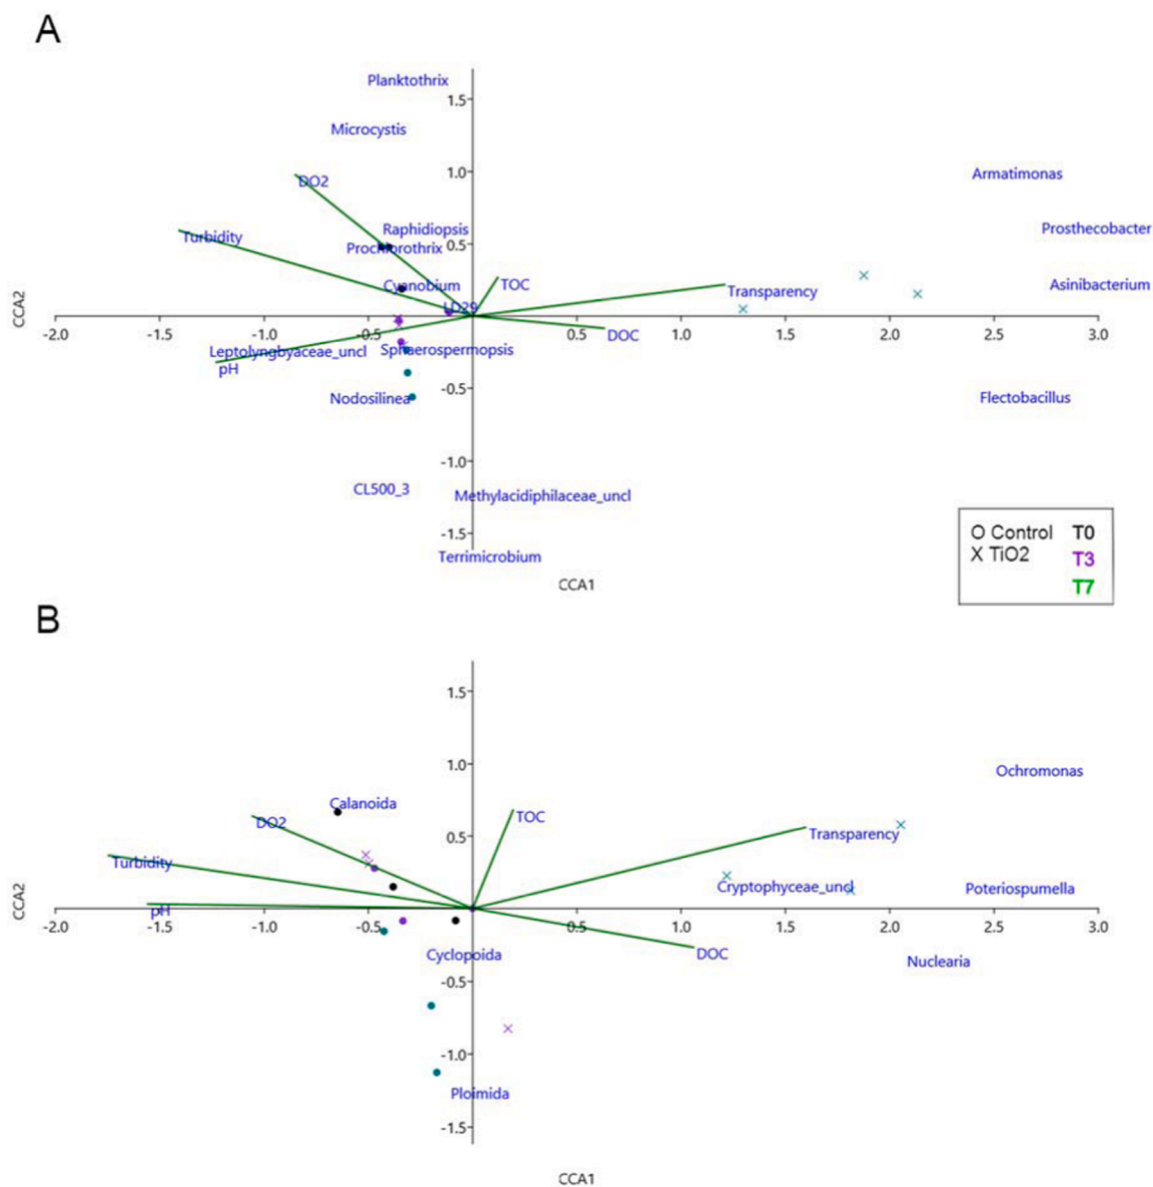 A
Planktothrix
1.5
Microcystis
1.0
Armatimonas
DO2
Raphidiopsis
Prosthecobacter
Turbidity
Prochlorothrix
0.5
Cyanobium
TOC
Transparency
Asinibacterium
LD29
CCA2
-2.0 -1.5 -1.0 -0.5 0.5 1.0 1.5 2.0 2.5 3.0
DOC
Leptolyngbyaceae_uncl
Sphaerospermopsis
pH
-0.5
Nodosilinea
Flectobacillus
-1.0
CL500_3
Methylacidiphilaceae_uncl
-1.5
Terrimicrobium
CCA1
O Control T0
X TiO2 T3
T7
B
1.5
1.0
Ochromonas
Calanoida
DO2
TOC
0.5
Transparency
Turbidity
Cryptophyceae_uncl
Poteriospumella
CCA2
pH
-2.0 -1.5 -1.0 -0.5 0.5 1.0 1.5 2.0 2.5 3.0
Cyclopoida
DOC
Nuclearia
-0.5
-1.0
Ploimida
-1.5
CCA1